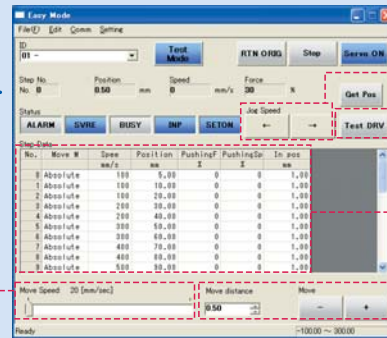 Easy Mode
File(F) Edit Comm Setting
ID
01 -
Test Mode
RTN ORIG Stop Servo ON
Step No. Position Speed Force
No. 0 0.50 mm 0 mm/s 30 %
Get Pos
Status
Jog Speed
ALARM SVRE BUSY INP SETON ← → Test DRV
Step Data
No. Move M Spee Position PushingF PushingSp In pos
mm/s mm % % mm
0 Absolute 100 5.00 0 0 1.00
1 Absolute 100 10.00 0 0 1.00
2 Absolute 100 20.00 0 0 1.00
3 Absolute 200 30.00 0 0 1.00
4 Absolute 200 40.00 0 0 1.00
5 Absolute 300 50.00 0 0 1.00
6 Absolute 300 60.00 0 0 1.00
7 Absolute 400 70.00 0 0 1.00
8 Absolute 400 80.00 0 0 1.00
9 Absolute 500 90.00 0 0 1.00
Move Speed 20 [mm/sec] Move distance Move
0.50 - +
Ready -100.00 ~ 300.00